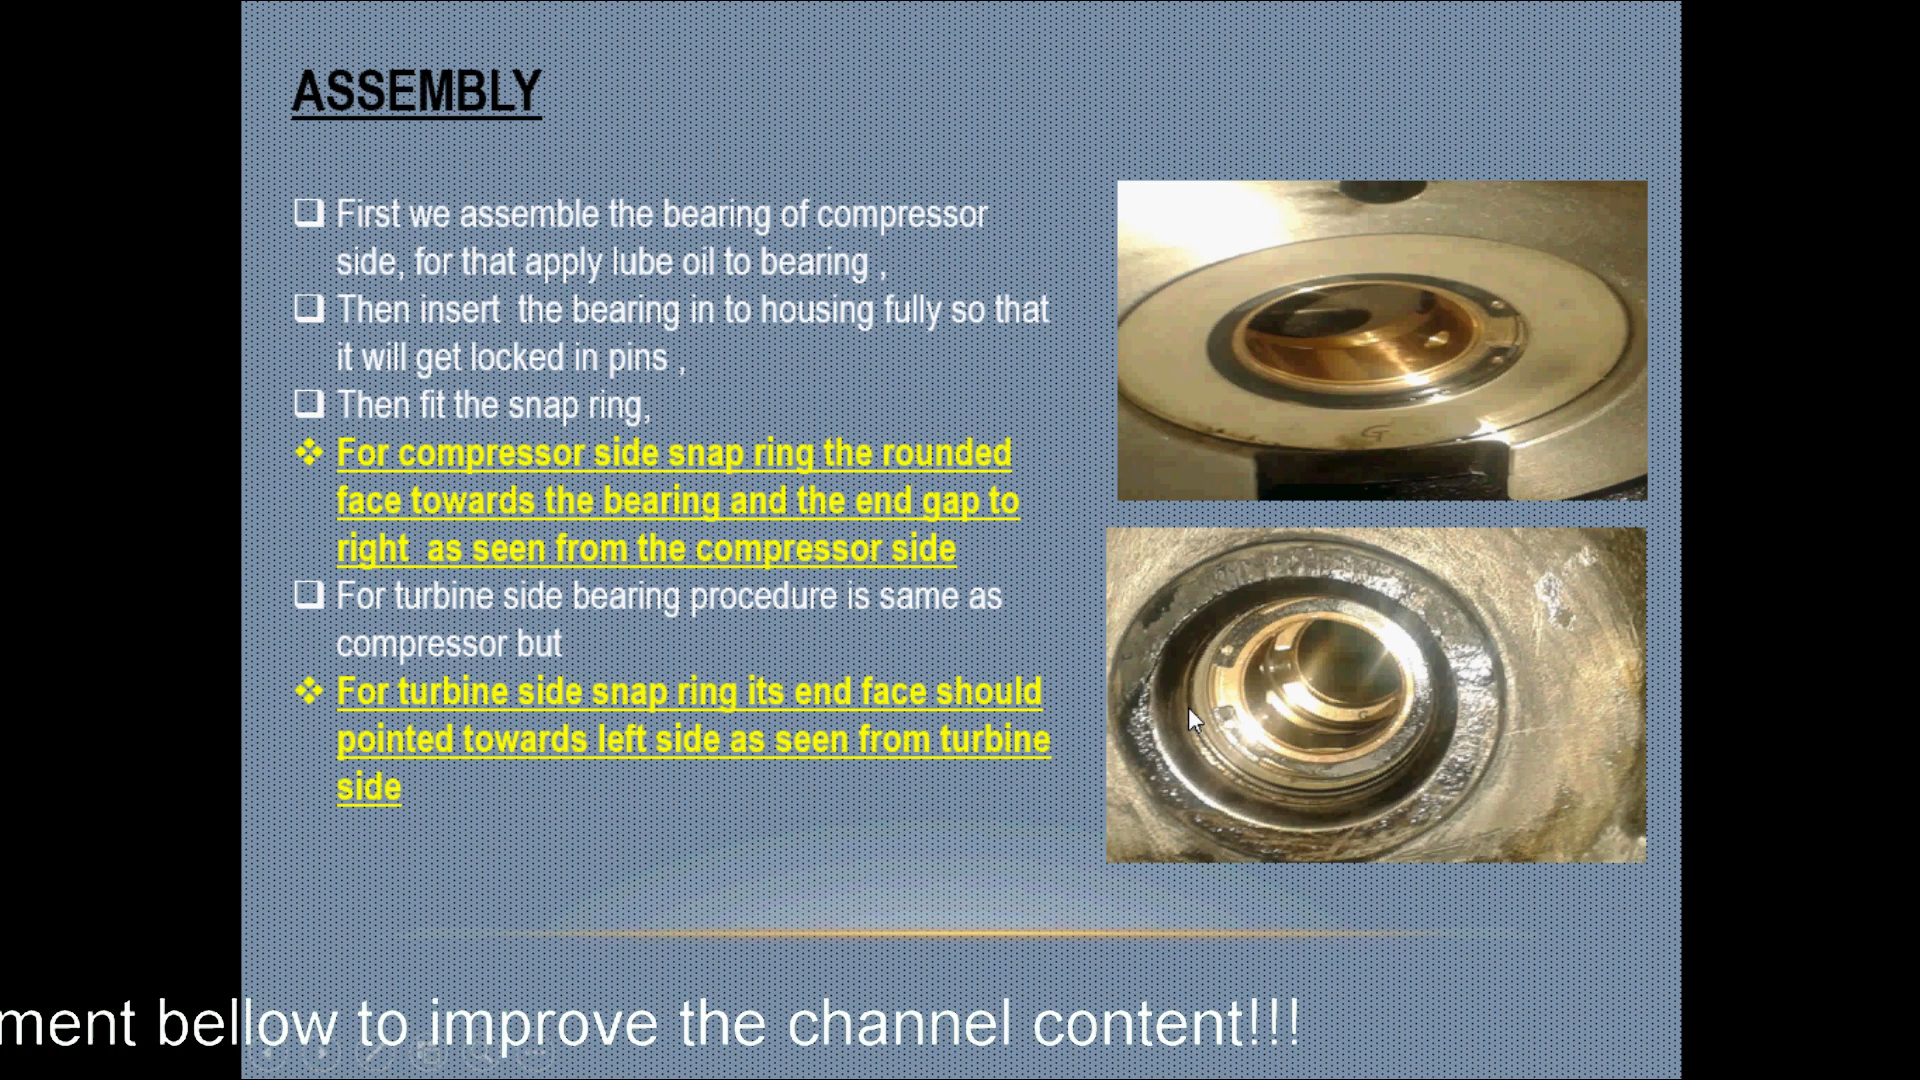 ASSEMBLY
First we assemble the bearing of compressor
side, for that apply lube oil to bearing ,
Then insert  the bearing in to housing fully so that
it will get locked in pins ,
Then fit the snap ring,
For compressor side snap ring the rounded
face towards the bearing and the end gap to
right  as seen from the compressor side
For turbine side bearing procedure is same as
compressor but
For turbine side snap ring its end face should
pointed towards left side as seen from turbine
side
G
ment bellow to improve the channel content!!!